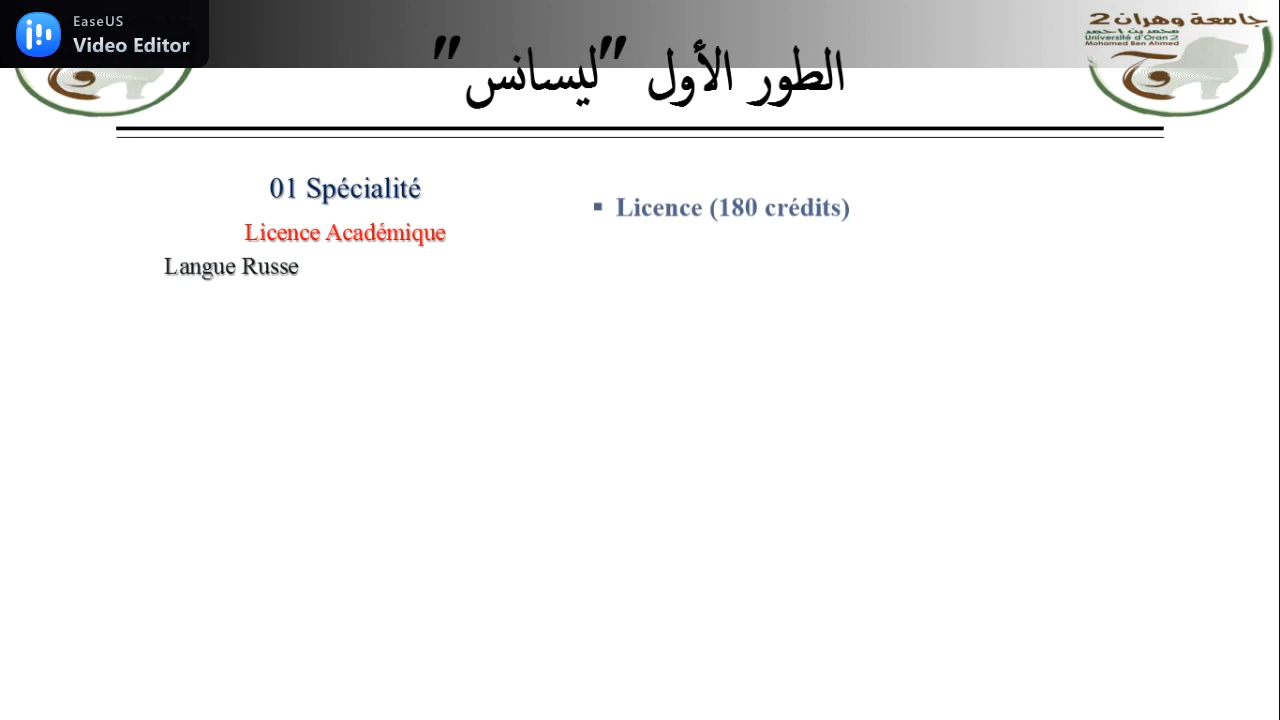 EaseUS
Video Editor
الطور الأول "ليسانس"
جامعة وهران 2
محمد بن أحمد
Université d'Oran 2
Mohamed Ben Ahmed
01 Spécialité
Licence Académique
Langue Russe
▪ Licence (180 crédits)